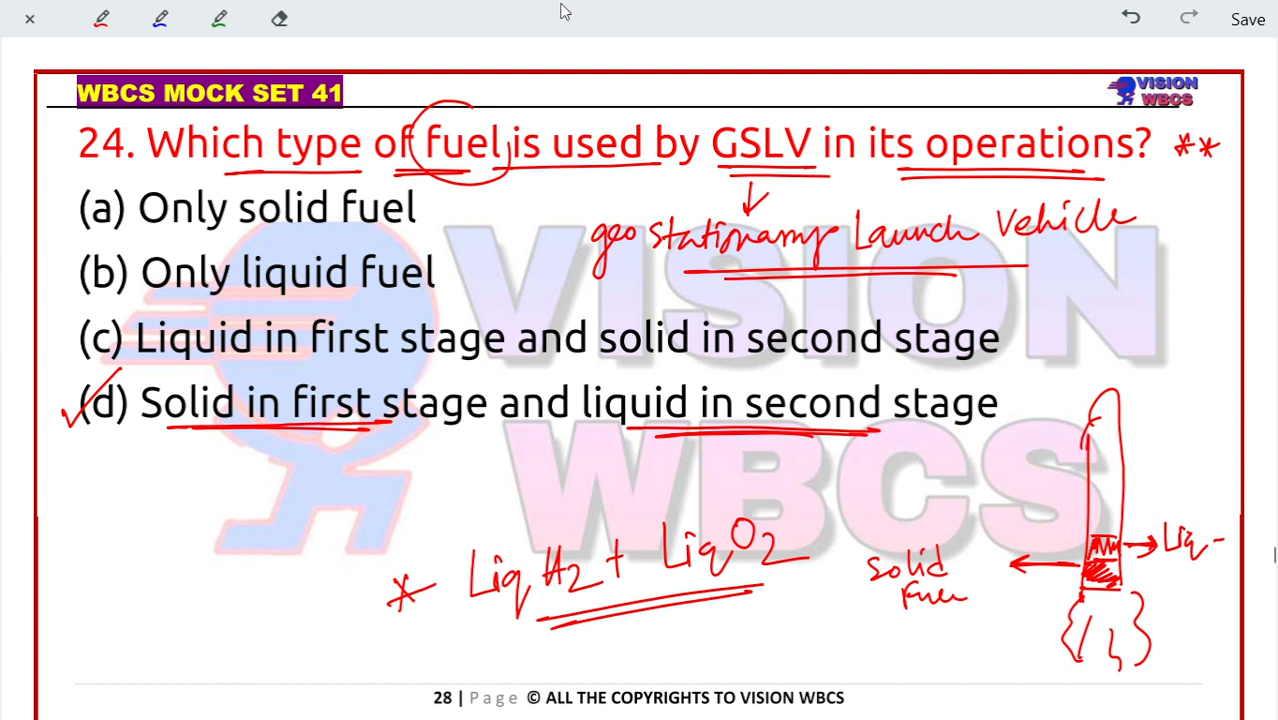 Save
WBCS MOCK SET 41
VISION
WBCS
24. Which type of fuel is used by GSLV in its operations? **
(a) Only solid fuel
geo stationary Launch Vehicle
(b) Only liquid fuel
(c) Liquid in first stage and solid in second stage
(d) Solid in first stage and liquid in second stage
VISION
WBCS
* Liq H2 + Liq O2
Solid
Fuel
Liq -
28 | Page © ALL THE COPYRIGHTS TO VISION WBCS